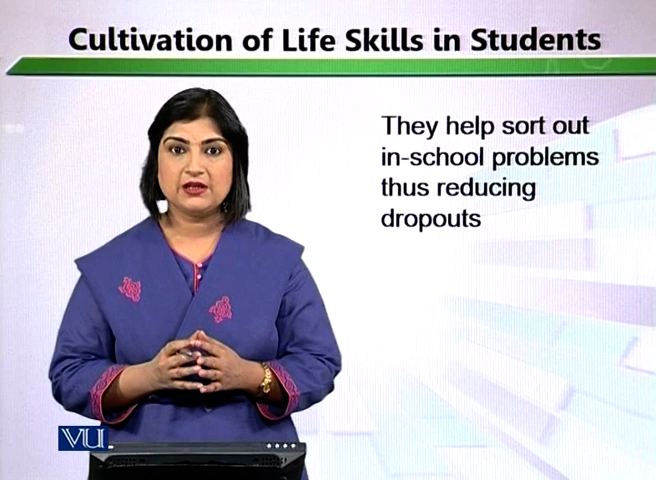 Cultivation of Life Skills in Students
They help sort out
in-school problems
thus reducing
dropouts
VU